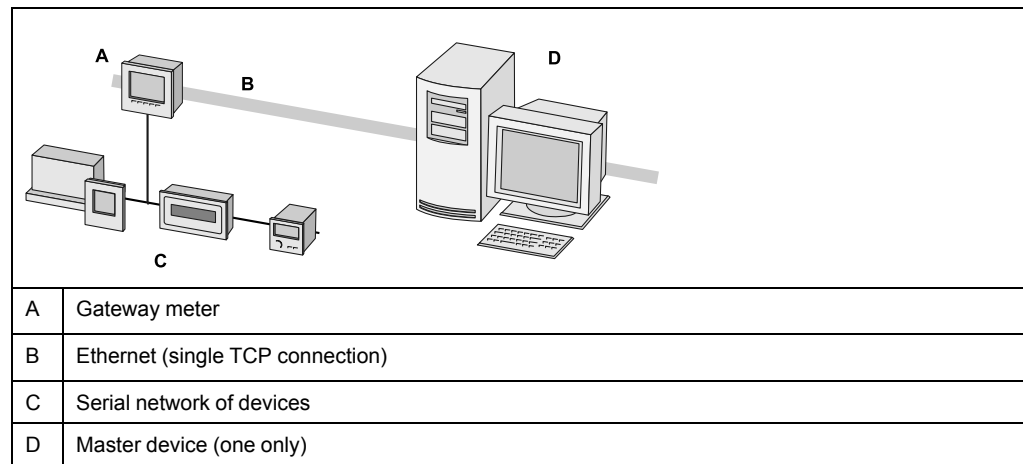 A
B
D
C
A Gateway meter
B Ethernet (single TCP connection)
C Serial network of devices
D Master device (one only)